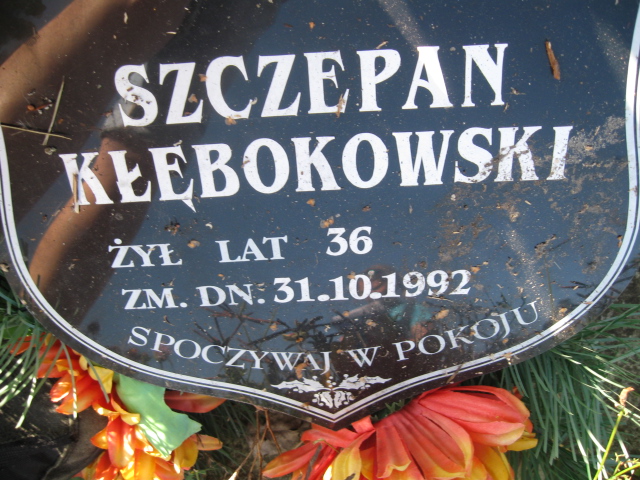 SZCZEPAN
KŁĘBOKOWSKI
ŻYŁ LAT 36
ZM. DN. 31.10.1992
SPOCZYWAJ W POKOJU